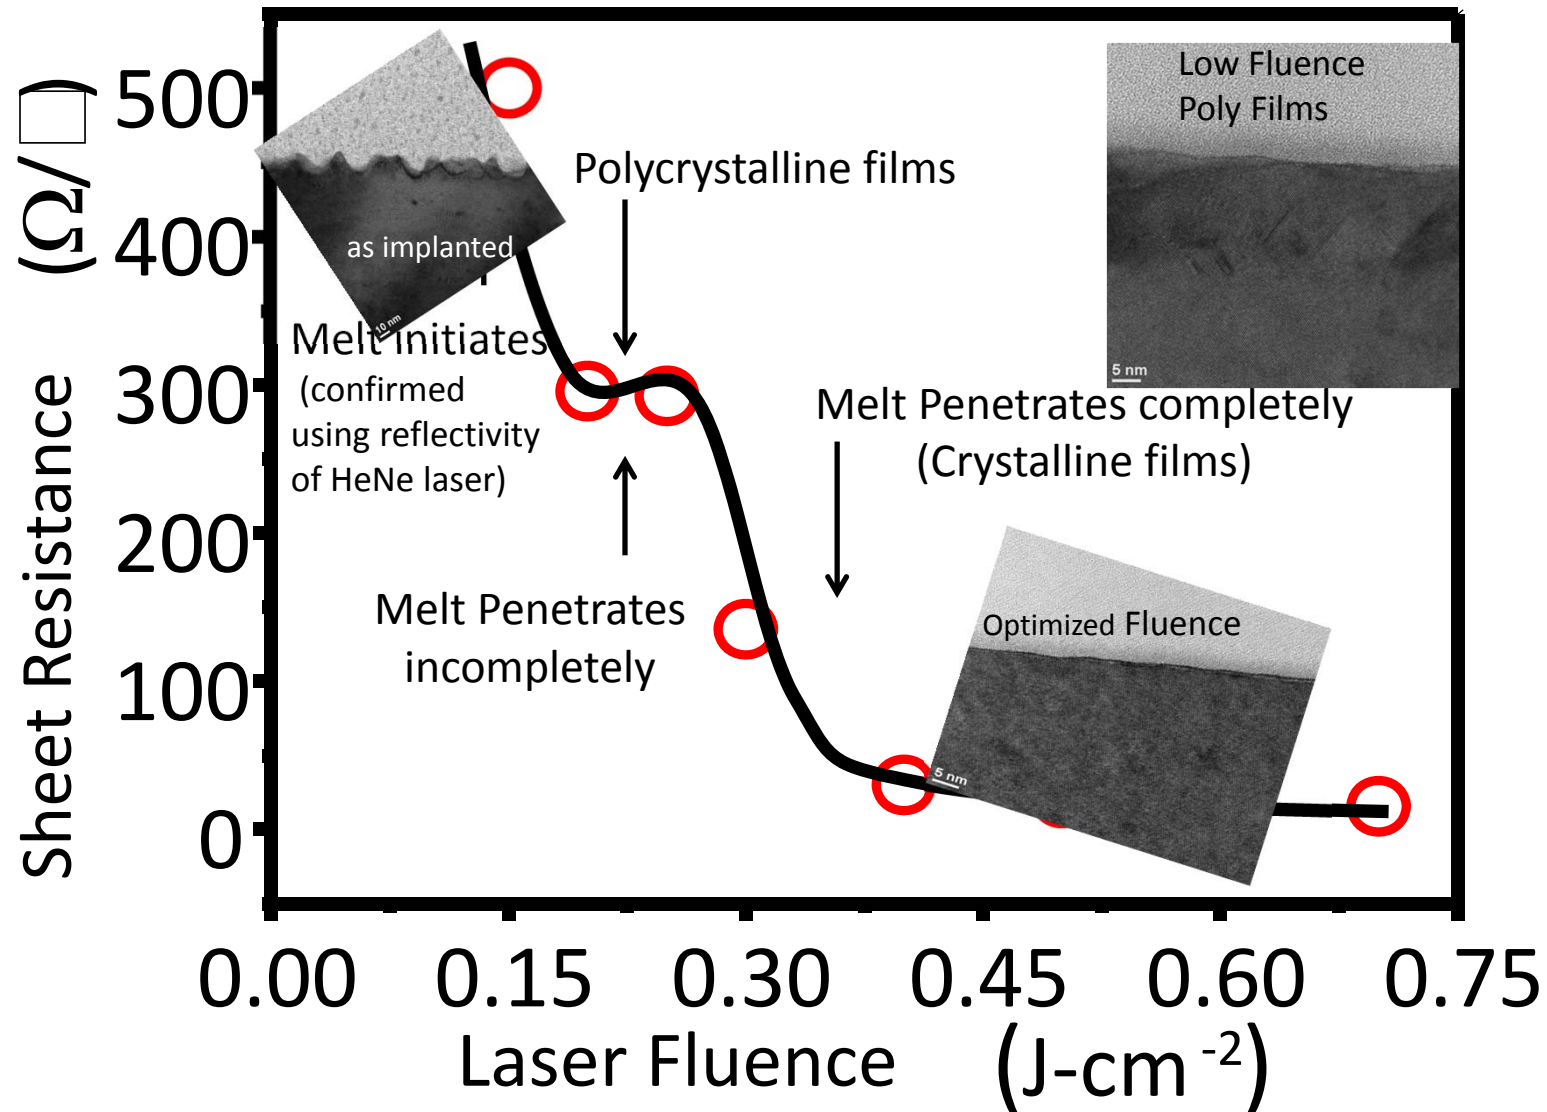 Sheet Resistance (Ω/□)
500
400
300
200
100
0
as implanted
10 nm
Melt initiates
(confirmed
using reflectivity
of HeNe laser)
Polycrystalline films
Melt Penetrates
incompletely
Low Fluence
Poly Films
5 nm
Melt Penetrates completely
(Crystalline films)
Optimized Fluence
5 nm
0.00 0.15 0.30 0.45 0.60 0.75
Laser Fluence (J-cm⁻²)